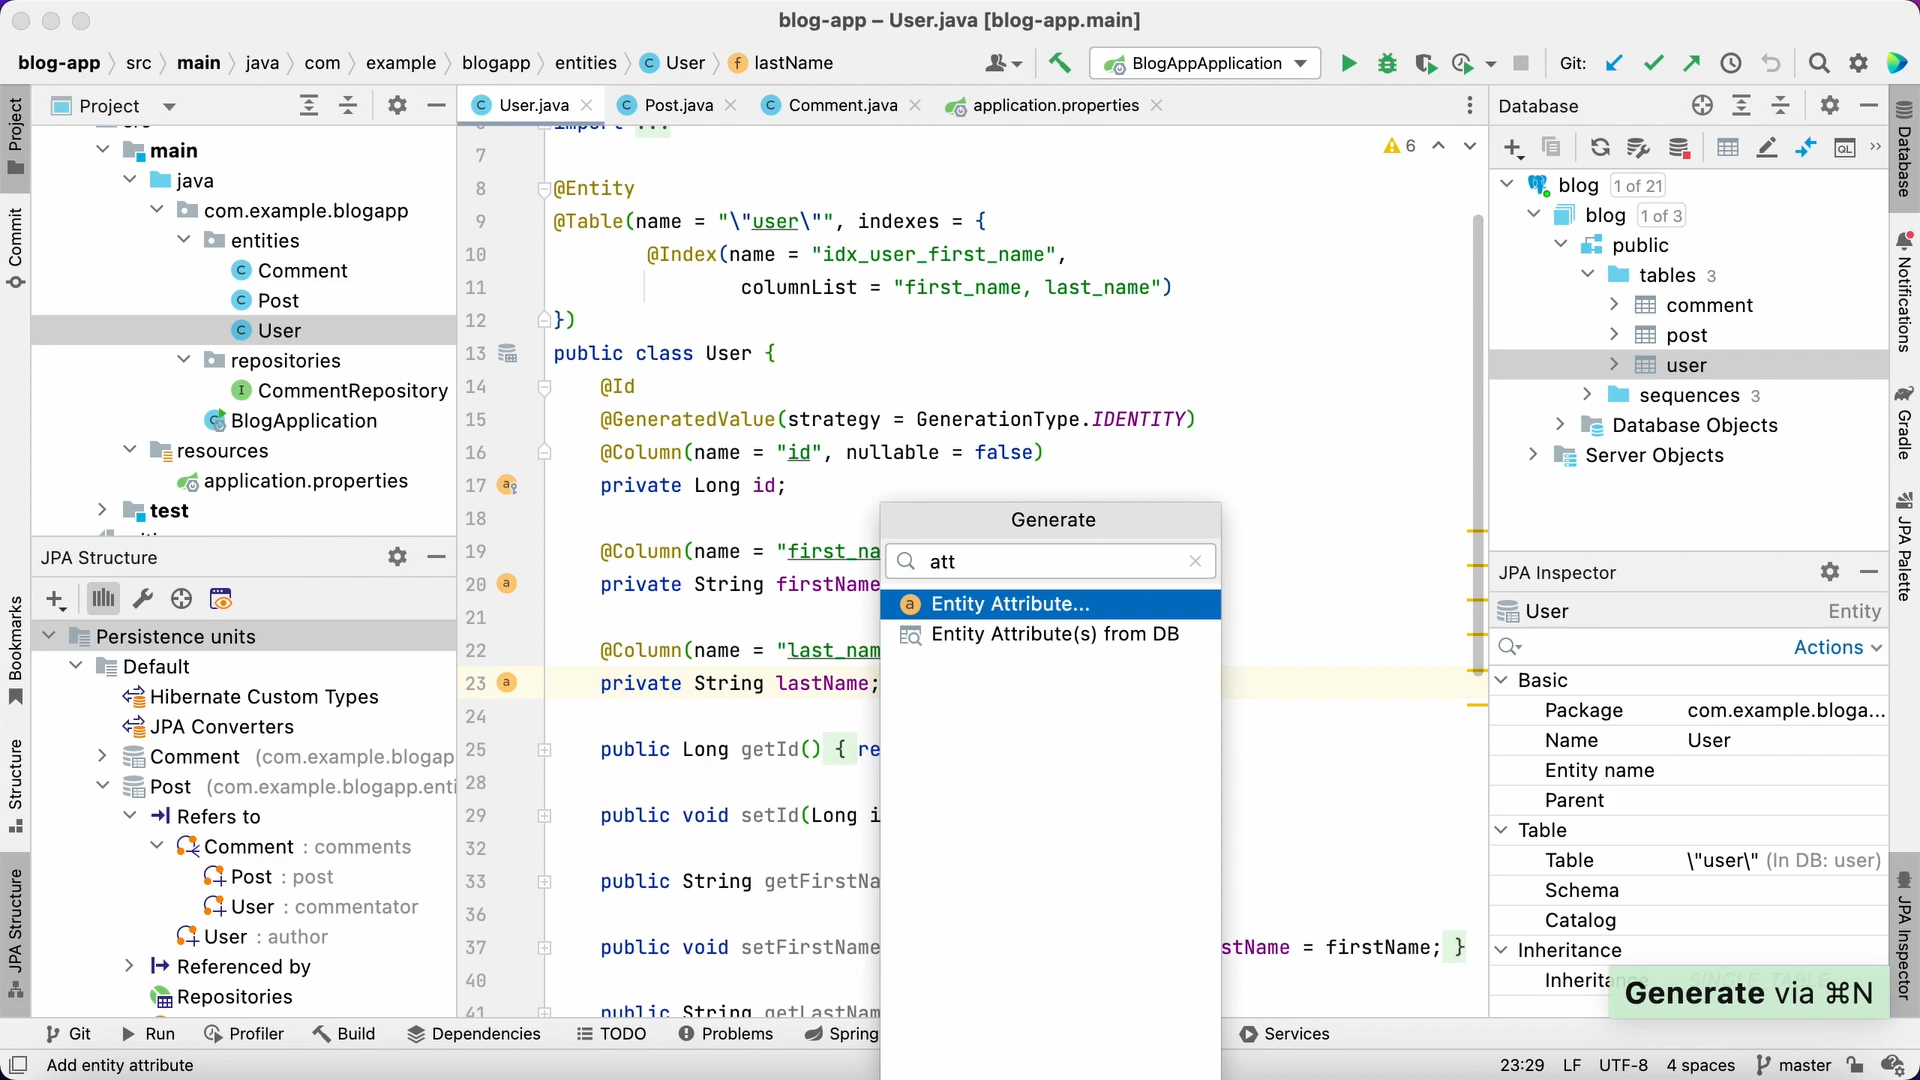 blog-app – User.java [blog-app.main]
blog-app src main java com example blogapp entities User lastName
BlogAppApplication
Git:
Project
User.java Post.java Comment.java application.properties
Database
Project
Commit
Bookmarks
Structure
JPA Structure
main
java
com.example.blogapp
entities
Comment
Post
User
repositories
CommentRepository
BlogApplication
resources
application.properties
test
JPA Structure
Persistence units
Default
Hibernate Custom Types
JPA Converters
Comment (com.example.blogap
Post (com.example.blogapp.enti
Refers to
Comment : comments
Post : post
User : commentator
User : author
Referenced by
Repositories
6
import ...
7
8 @Entity
9 @Table(name = "\"user\"", indexes = {
10 @Index(name = "idx_user_first_name",
11 columnList = "first_name, last_name")
12 })
13 public class User {
14 @Id
15 @GeneratedValue(strategy = GenerationType.IDENTITY)
16 @Column(name = "id", nullable = false)
17 private Long id;
18
19 @Column(name = "first_na
20 private String firstName
21
22 @Column(name = "last_nam
23 private String lastName;
24
25 public Long getId() { re
28
29 public void setId(Long i
32
33 public String getFirstNa
36
37 public void setFirstName stName = firstName; }
40
41 public String getLastNam
Generate
att
Entity Attribute...
Entity Attribute(s) from DB
blog 1 of 21
blog 1 of 3
public
tables 3
comment
post
user
sequences 3
Database Objects
Server Objects
JPA Inspector
User Entity
Actions
Basic
Package com.example.bloga...
Name User
Entity name
Parent
Table
Table \"user\" (In DB: user)
Schema
Catalog
Inheritance
Inheritanc
Generate via ⌘N
Database
Notifications
Gradle
JPA Palette
JPA Inspector
Git Run Profiler Build Dependencies TODO Problems Spring Services
Add entity attribute
23:29 LF UTF-8 4 spaces master